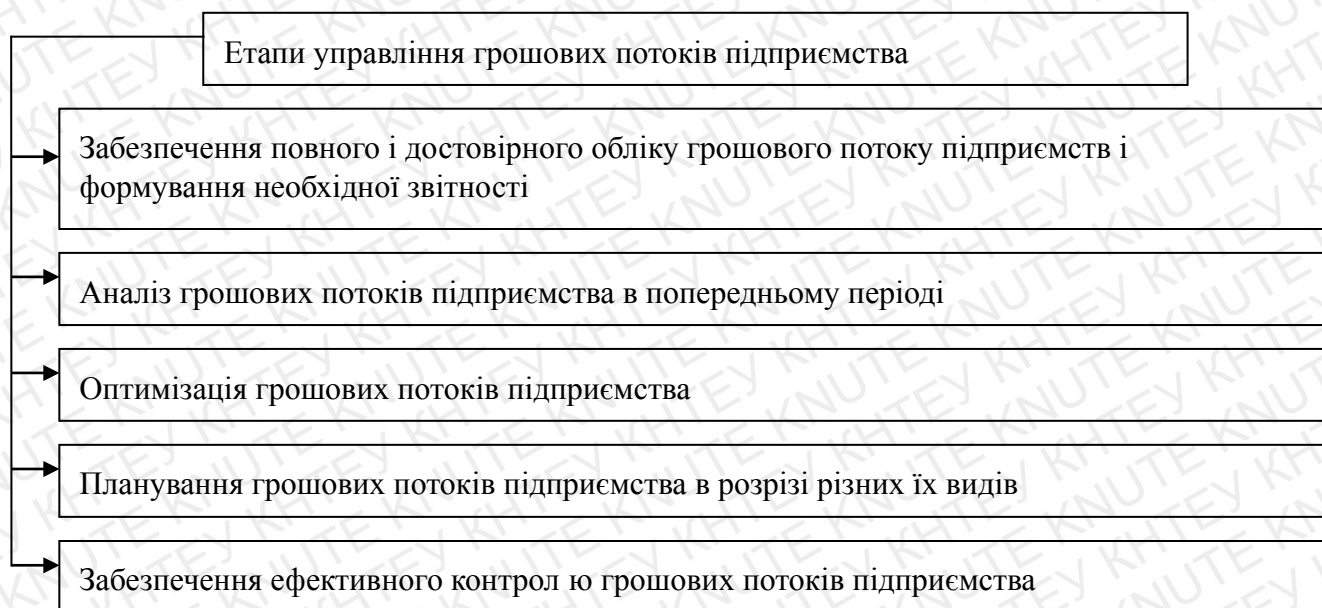 Етапи управління грошових потоків підприємства
Забезпечення повного і достовірного обліку грошового потоку підприємств і
формування необхідної звітності
Аналіз грошових потоків підприємства в попередньому періоді
Оптимізація грошових потоків підприємства
Планування грошових потоків підприємства в розрізі різних їх видів
Забезпечення ефективного контрол ю грошових потоків підприємства